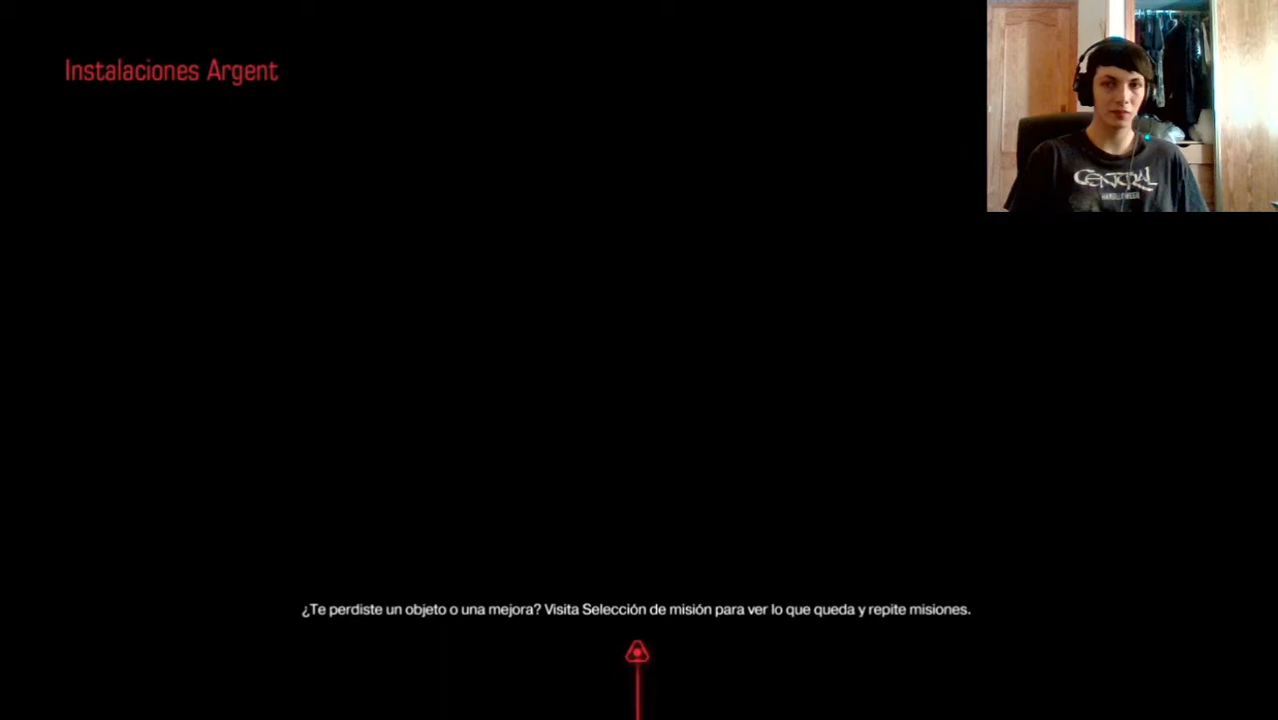 Instalaciones Argent
CENTRAL
¿Te perdiste un objeto o una mejora? Visita Selección de misión para ver lo que queda y repite misiones.